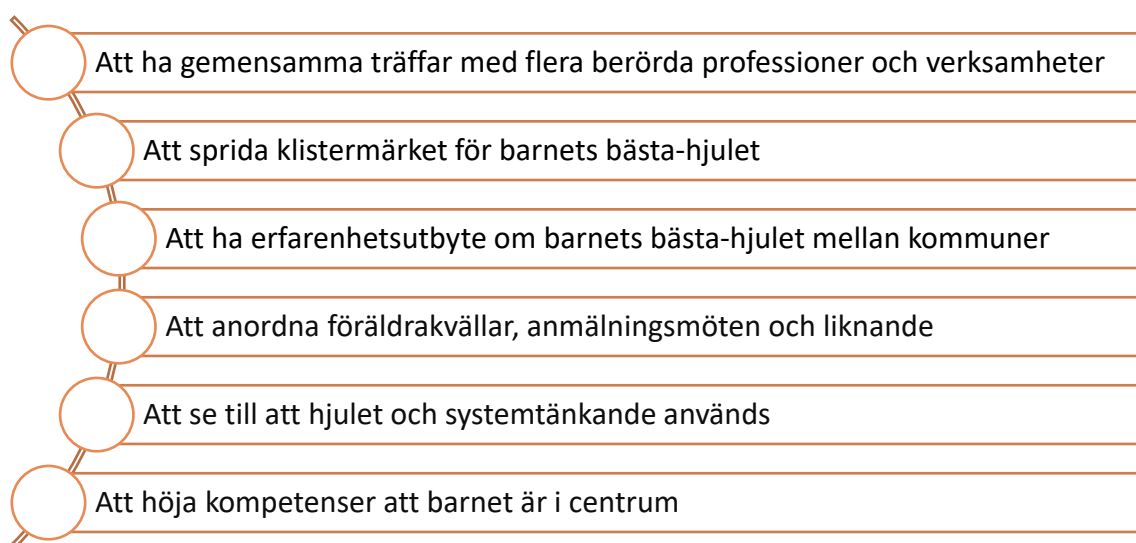 Att ha gemensamma träffar med flera berörda professioner och verksamheter
Att sprida klistermärket för barnets bästa-hjulet
Att ha erfarenhetsutbyte om barnets bästa-hjulet mellan kommuner
Att anordna föräldrakvällar, anmälningsmöten och liknande
Att se till att hjulet och systemtänkande används
Att höja kompetenser att barnet är i centrum